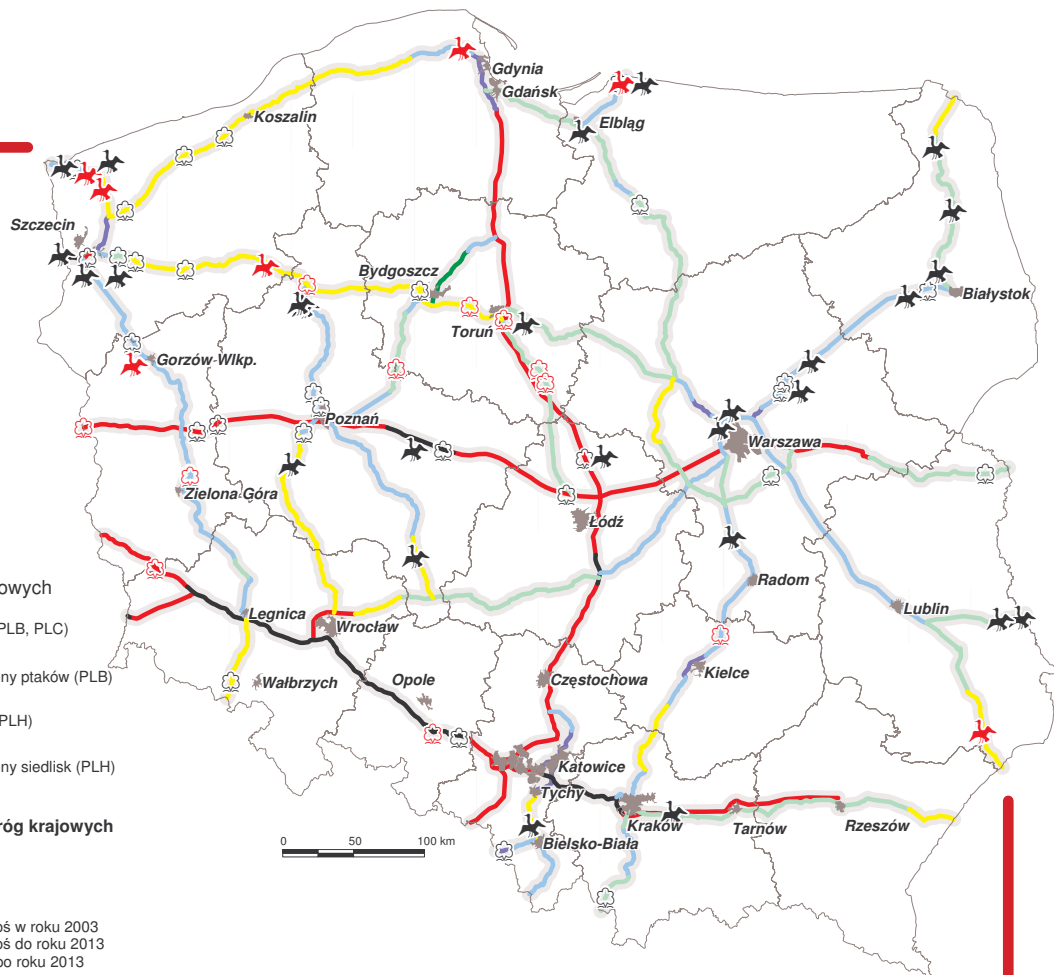 Gdynia
Gdańsk
Koszalin
Elbląg
Szczecin
Bydgoszcz
Białystok
Toruń
Gorzów Wlkp.
Poznań
Warszawa
Zielona Góra
Łódź
owych
Radom
Legnica
Lublin
PLB, PLC)
Wrocław
ny ptaków (PLB)
Wałbrzych
Opole
Częstochowa
Kielce
PLH)
ny siedlisk (PLH)
Katowice
Tychy
róg krajowych
Kraków
Tarnów
Rzeszów
0 50 100 km
Bielsko-Biała
oś w roku 2003
oś do roku 2013
po roku 2013